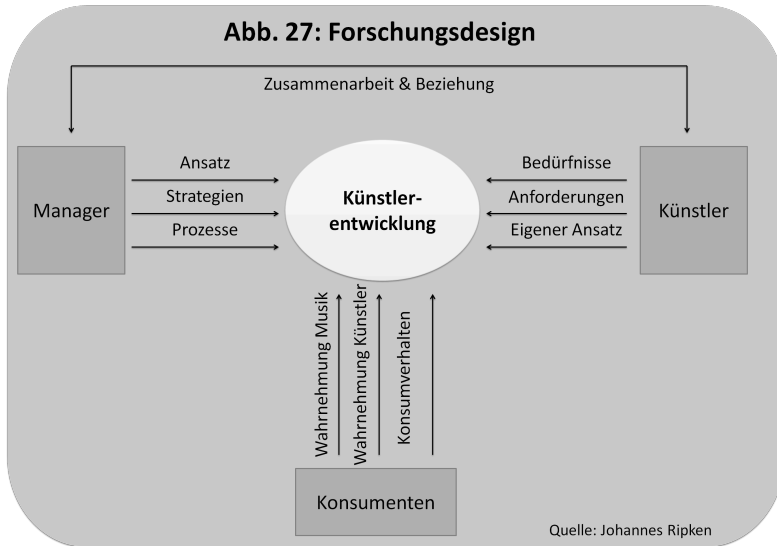 Abb. 27: Forschungsdesign
Zusammenarbeit & Beziehung
Manager
Ansatz
Strategien
Prozesse
Künstler-
entwicklung
Bedürfnisse
Anforderungen
Eigener Ansatz
Künstler
Wahrnehmung Musik
Wahrnehmung Künstler
Konsumverhalten
Konsumenten
Quelle: Johannes Ripken